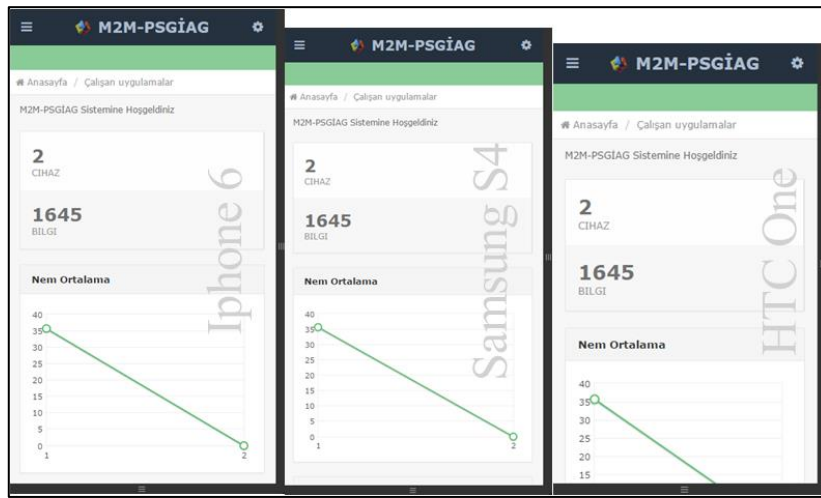 M2M-PSGİAG
Anasayfa / Çalışan uygulamalar
M2M-PSGİAG Sistemine Hoşgeldiniz
2
CIHAZ
1645
BILGI
Nem Ortalama
40
35
30
25
20
15
10
5
0
1
2
Iphone 6
M2M-PSGİAG
Anasayfa / Çalışan uygulamalar
M2M-PSGİAG Sistemine Hoşgeldiniz
2
CIHAZ
1645
BILGI
Nem Ortalama
40
35
30
25
20
15
10
5
0
1
2
Samsung S4
M2M-PSGİAG
Anasayfa / Çalışan uygulamalar
M2M-PSGİAG Sistemine Hoşgeldiniz
2
CIHAZ
1645
BILGI
Nem Ortalama
40
35
30
25
20
15
HTC One